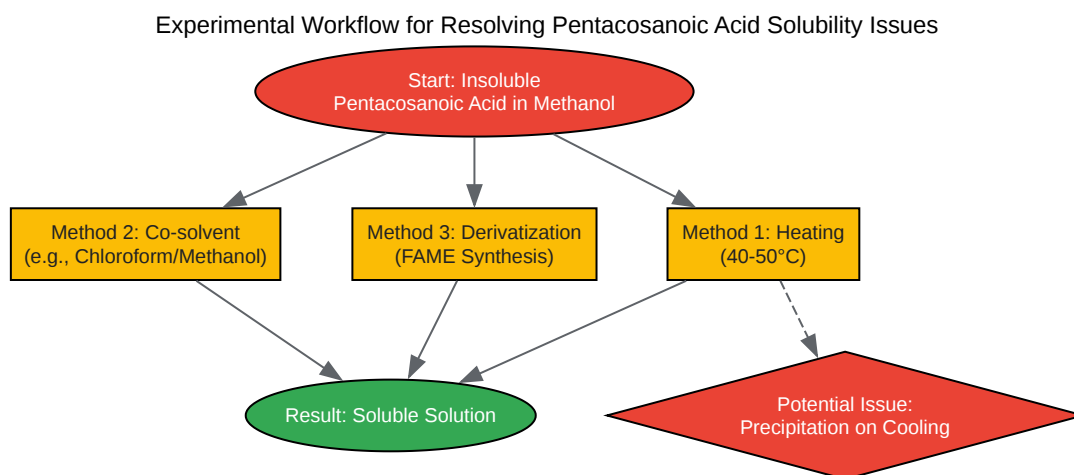 Experimental Workflow for Resolving Pentacosanoic Acid Solubility Issues
Start: Insoluble
Pentacosanoic Acid in Methanol
Method 2: Co-solvent
(e.g., Chloroform/Methanol)
Method 3: Derivatization
(FAME Synthesis)
Method 1: Heating
(40-50°C)
Result: Soluble Solution
Potential Issue:
Precipitation on Cooling